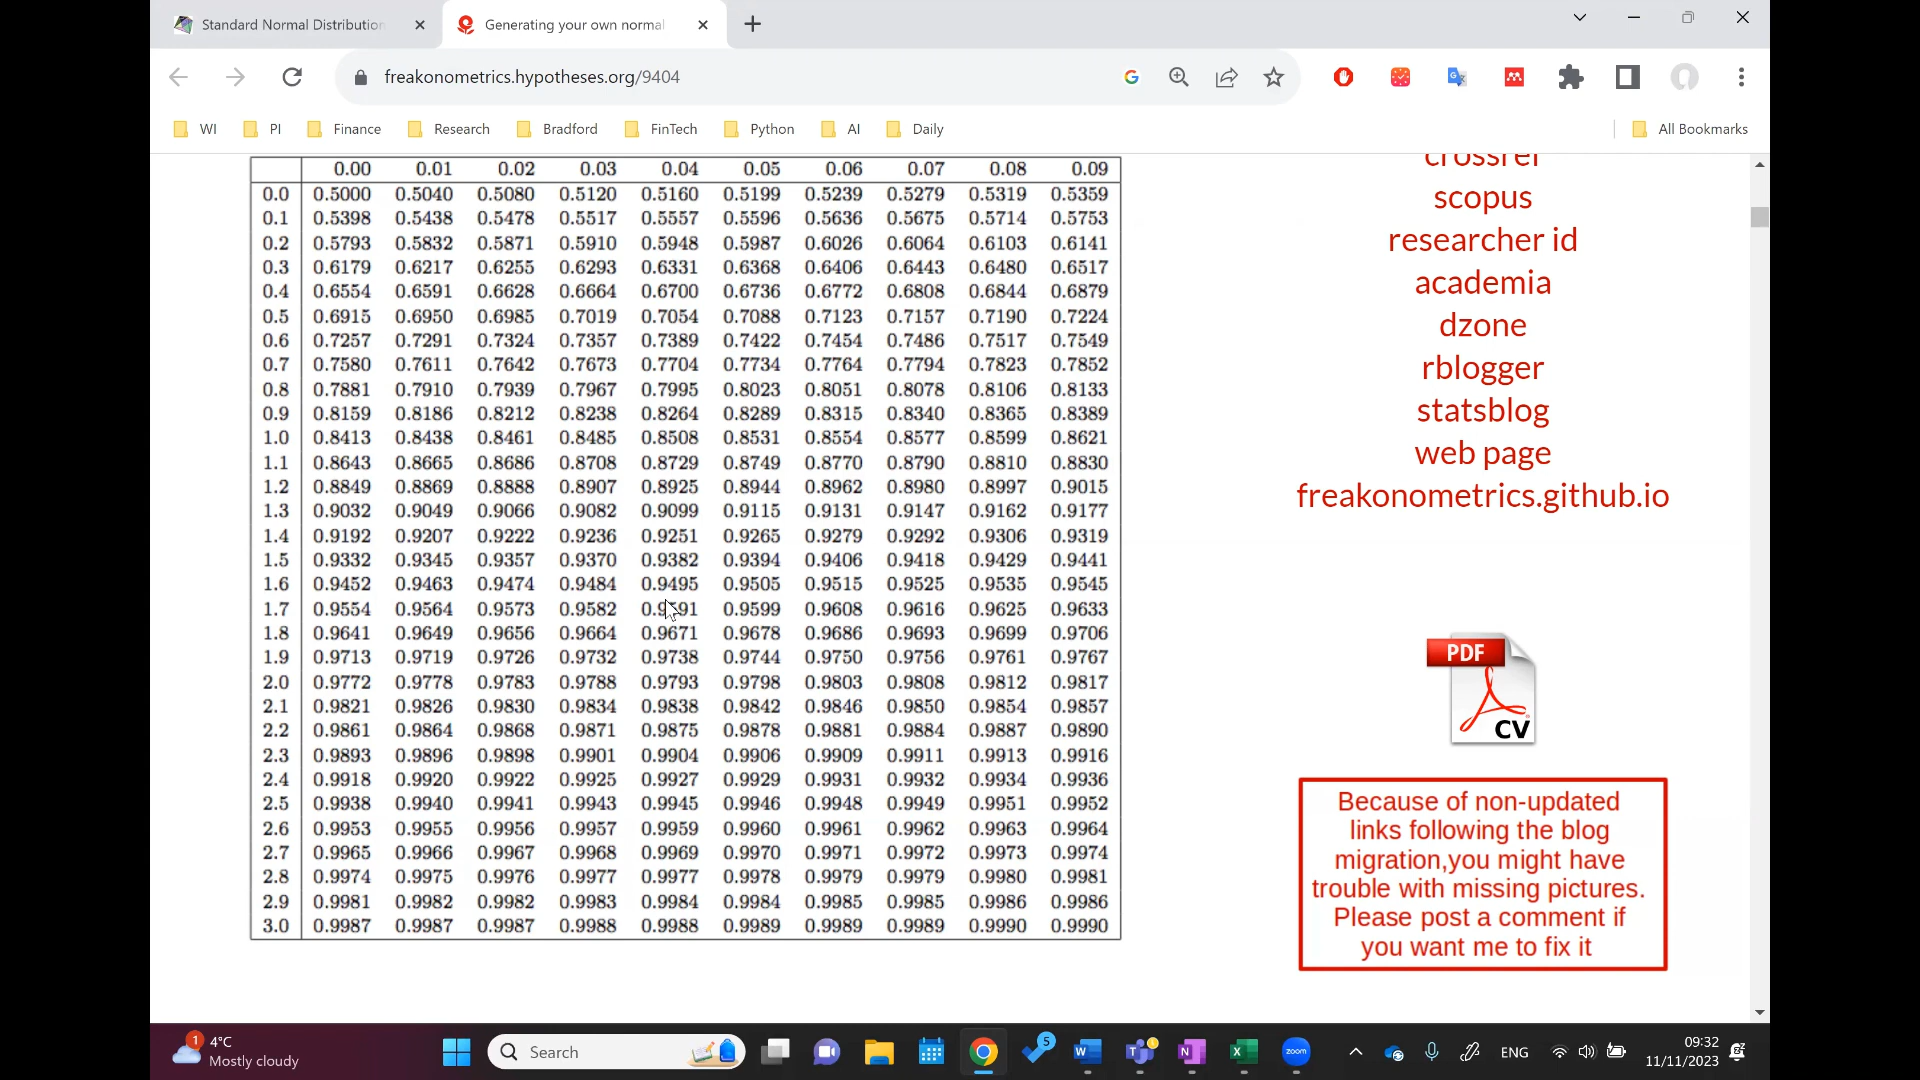 Standard Normal Distribution
Generating your own normal
freakonometrics.hypotheses.org/9404
WI PI Finance Research Bradford FinTech Python AI Daily All Bookmarks
0.00 0.01 0.02 0.03 0.04 0.05 0.06 0.07 0.08 0.09
0.0 0.5000 0.5040 0.5080 0.5120 0.5160 0.5199 0.5239 0.5279 0.5319 0.5359
0.1 0.5398 0.5438 0.5478 0.5517 0.5557 0.5596 0.5636 0.5675 0.5714 0.5753
0.2 0.5793 0.5832 0.5871 0.5910 0.5948 0.5987 0.6026 0.6064 0.6103 0.6141
0.3 0.6179 0.6217 0.6255 0.6293 0.6331 0.6368 0.6406 0.6443 0.6480 0.6517
0.4 0.6554 0.6591 0.6628 0.6664 0.6700 0.6736 0.6772 0.6808 0.6844 0.6879
0.5 0.6915 0.6950 0.6985 0.7019 0.7054 0.7088 0.7123 0.7157 0.7190 0.7224
0.6 0.7257 0.7291 0.7324 0.7357 0.7389 0.7422 0.7454 0.7486 0.7517 0.7549
0.7 0.7580 0.7611 0.7642 0.7673 0.7704 0.7734 0.7764 0.7794 0.7823 0.7852
0.8 0.7881 0.7910 0.7939 0.7967 0.7995 0.8023 0.8051 0.8078 0.8106 0.8133
0.9 0.8159 0.8186 0.8212 0.8238 0.8264 0.8289 0.8315 0.8340 0.8365 0.8389
1.0 0.8413 0.8438 0.8461 0.8485 0.8508 0.8531 0.8554 0.8577 0.8599 0.8621
1.1 0.8643 0.8665 0.8686 0.8708 0.8729 0.8749 0.8770 0.8790 0.8810 0.8830
1.2 0.8849 0.8869 0.8888 0.8907 0.8925 0.8944 0.8962 0.8980 0.8997 0.9015
1.3 0.9032 0.9049 0.9066 0.9082 0.9099 0.9115 0.9131 0.9147 0.9162 0.9177
1.4 0.9192 0.9207 0.9222 0.9236 0.9251 0.9265 0.9279 0.9292 0.9306 0.9319
1.5 0.9332 0.9345 0.9357 0.9370 0.9382 0.9394 0.9406 0.9418 0.9429 0.9441
1.6 0.9452 0.9463 0.9474 0.9484 0.9495 0.9505 0.9515 0.9525 0.9535 0.9545
1.7 0.9554 0.9564 0.9573 0.9582 0.9599 0.9608 0.9616 0.9625 0.9633
1.8 0.9641 0.9649 0.9656 0.9664 0.9671 0.9678 0.9686 0.9693 0.9699 0.9706
1.9 0.9713 0.9719 0.9726 0.9732 0.9738 0.9744 0.9750 0.9756 0.9761 0.9767
2.0 0.9772 0.9778 0.9783 0.9788 0.9793 0.9798 0.9803 0.9808 0.9812 0.9817
2.1 0.9821 0.9826 0.9830 0.9834 0.9838 0.9842 0.9846 0.9850 0.9854 0.9857
2.2 0.9861 0.9864 0.9868 0.9871 0.9875 0.9878 0.9881 0.9884 0.9887 0.9890
2.3 0.9893 0.9896 0.9898 0.9901 0.9904 0.9906 0.9909 0.9911 0.9913 0.9916
2.4 0.9918 0.9920 0.9922 0.9925 0.9927 0.9929 0.9931 0.9932 0.9934 0.9936
2.5 0.9938 0.9940 0.9941 0.9943 0.9945 0.9946 0.9948 0.9949 0.9951 0.9952
2.6 0.9953 0.9955 0.9956 0.9957 0.9959 0.9960 0.9961 0.9962 0.9963 0.9964
2.7 0.9965 0.9966 0.9967 0.9968 0.9969 0.9970 0.9971 0.9972 0.9973 0.9974
2.8 0.9974 0.9975 0.9976 0.9977 0.9977 0.9978 0.9979 0.9979 0.9980 0.9981
2.9 0.9981 0.9982 0.9982 0.9983 0.9984 0.9984 0.9985 0.9985 0.9986 0.9986
3.0 0.9987 0.9987 0.9987 0.9988 0.9988 0.9989 0.9989 0.9989 0.9990 0.9990
scopus
researcher id
academia
dzone
rblogger
statsblog
web page
freakonometrics.github.io
PDF
CV
Because of non-updated
links following the blog
migration,you might have
trouble with missing pictures.
Please post a comment if
you want me to fix it
1
4°C
Mostly cloudy
Search
5
zoom
ENG
09:32
11/11/2023